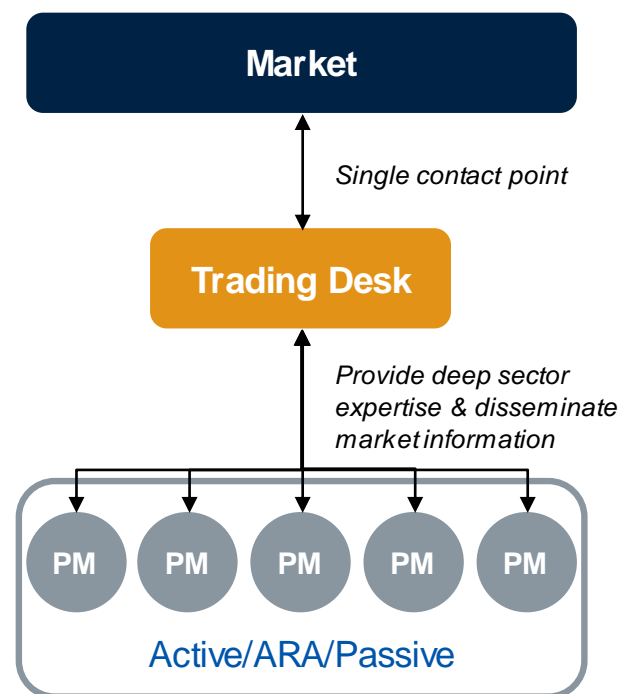 Market
Single contact point
Trading Desk
Provide deep sector
expertise & disseminate
market information
PM PM PM PM PM
Active/ARA/Passive